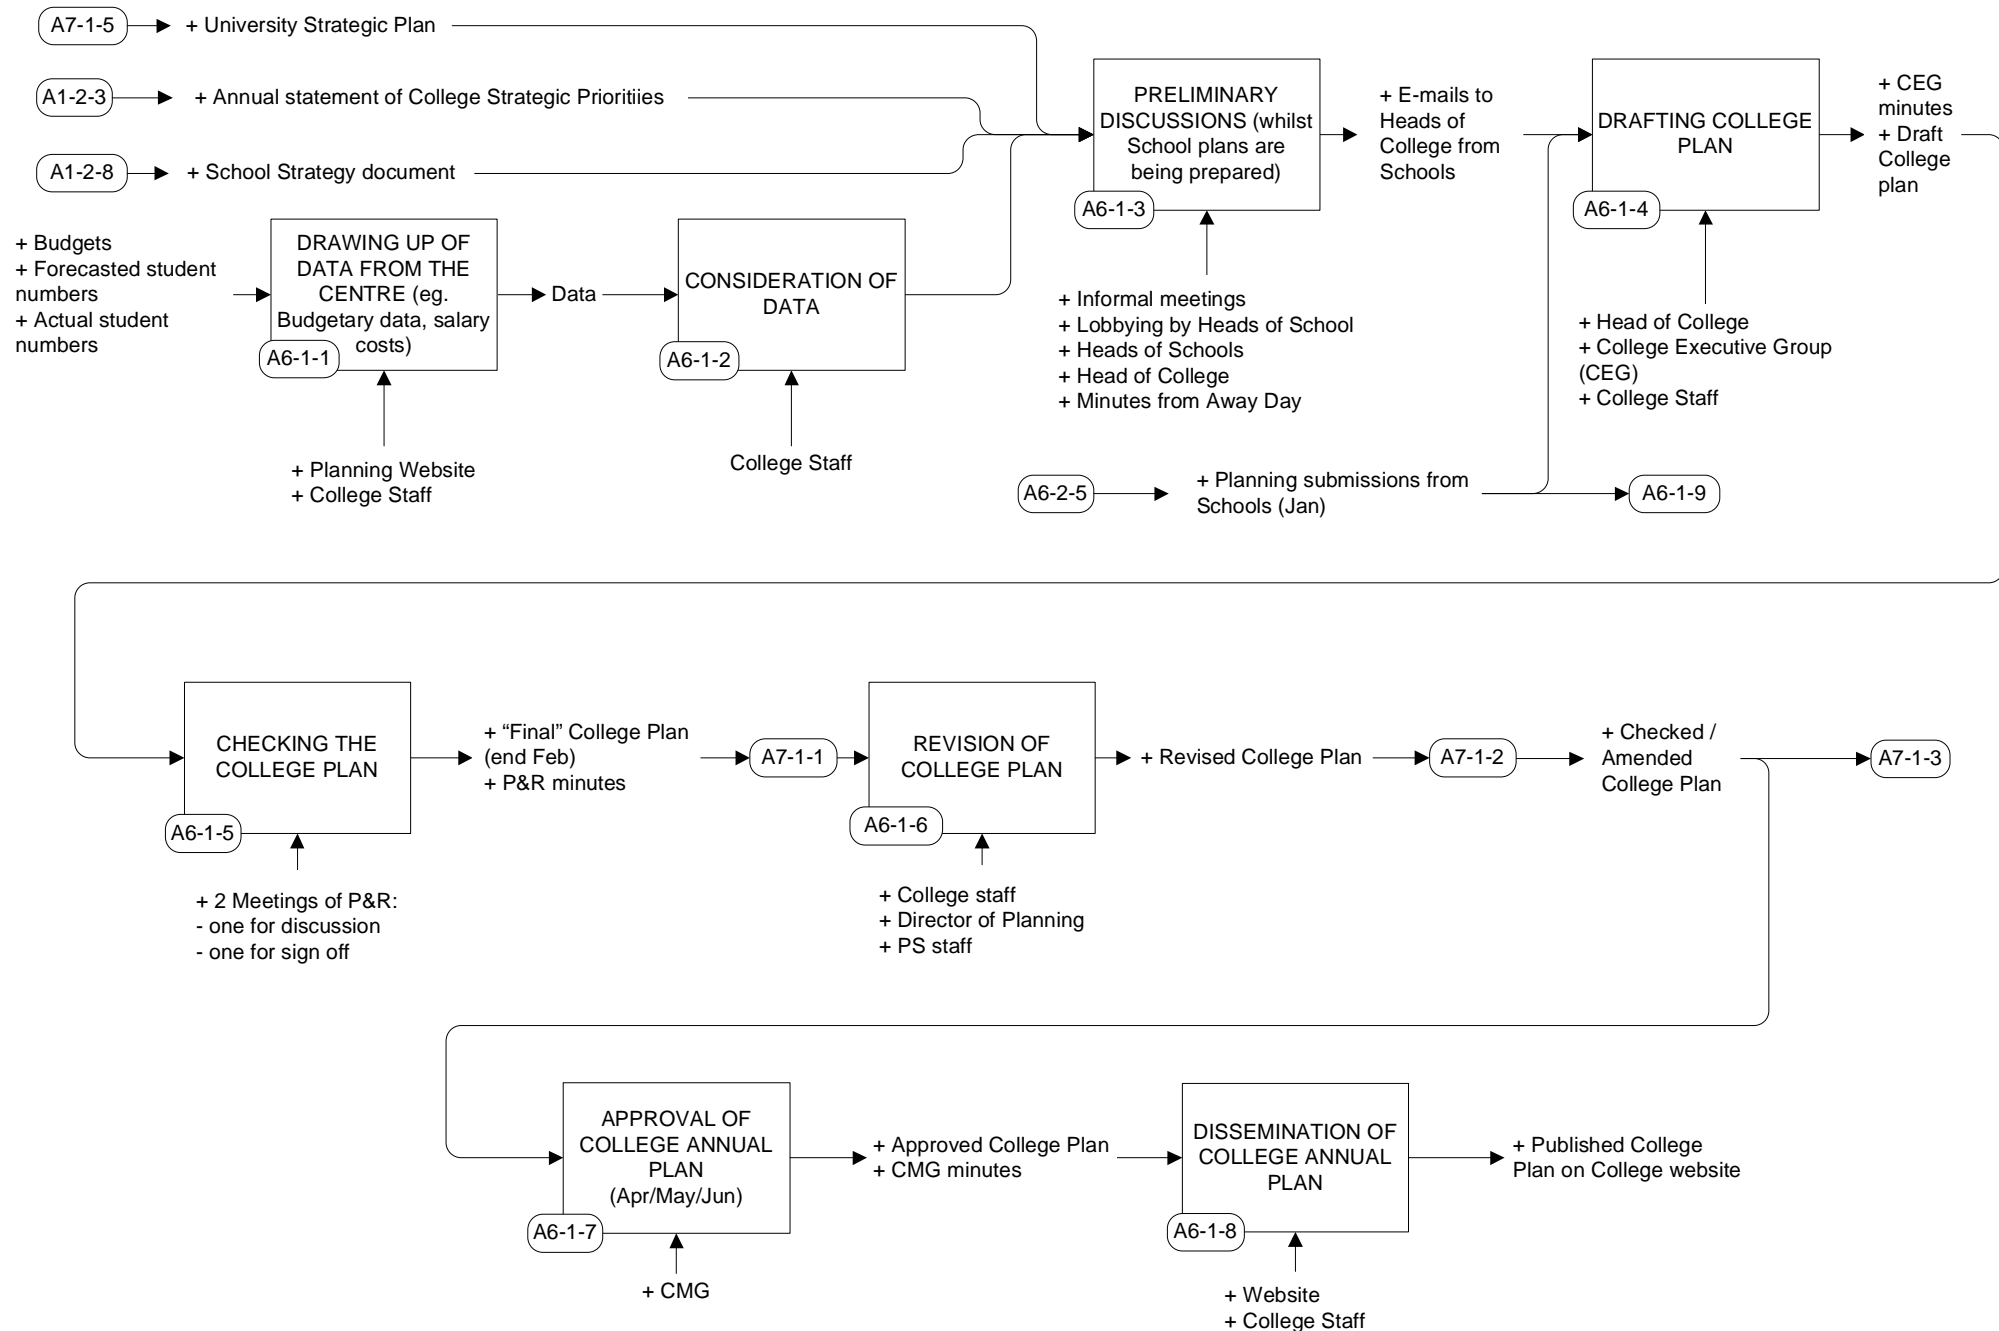 A7-1-5
+ University Strategic Plan
A1-2-3
+ Annual statement of College Strategic Prioritiies
A1-2-8
+ School Strategy document
+ Budgets
+ Forecasted student
numbers
+ Actual student
numbers
DRAWING UP OF
DATA FROM THE
CENTRE (eg.
Budgetary data, salary
costs)
A6-1-1
+ Planning Website
+ College Staff
Data
CONSIDERATION OF
DATA
A6-1-2
College Staff
PRELIMINARY
DISCUSSIONS (whilst
School plans are
being prepared)
A6-1-3
+ Informal meetings
+ Lobbying by Heads of School
+ Heads of Schools
+ Head of College
+ Minutes from Away Day
+ E-mails to
Heads of
College from
Schools
DRAFTING COLLEGE
PLAN
A6-1-4
+ Head of College
+ College Executive Group
(CEG)
+ College Staff
+ CEG
minutes
+ Draft
College
plan
A6-2-5
+ Planning submissions from
Schools (Jan)
A6-1-9
CHECKING THE
COLLEGE PLAN
A6-1-5
+ 2 Meetings of P&R:
- one for discussion
- one for sign off
+ “Final” College Plan
(end Feb)
+ P&R minutes
A7-1-1
REVISION OF
COLLEGE PLAN
A6-1-6
+ College staff
+ Director of Planning
+ PS staff
+ Revised College Plan
A7-1-2
+ Checked /
Amended
College Plan
A7-1-3
APPROVAL OF
COLLEGE ANNUAL
PLAN
(Apr/May/Jun)
A6-1-7
+ CMG
+ Approved College Plan
+ CMG minutes
DISSEMINATION OF
COLLEGE ANNUAL
PLAN
A6-1-8
+ Website
+ College Staff
+ Published College
Plan on College website